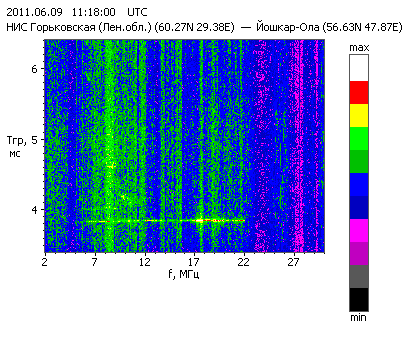 2011.06.09 11:18:00 UTC
НИС Горьковская (Лен.обл.) (60.27N 29.38E) — Йошкар-Ола (56.63N 47.87E)
max
6
5
Tгр,
мс
4
2 7 12 17 22 27
f, МГц
min